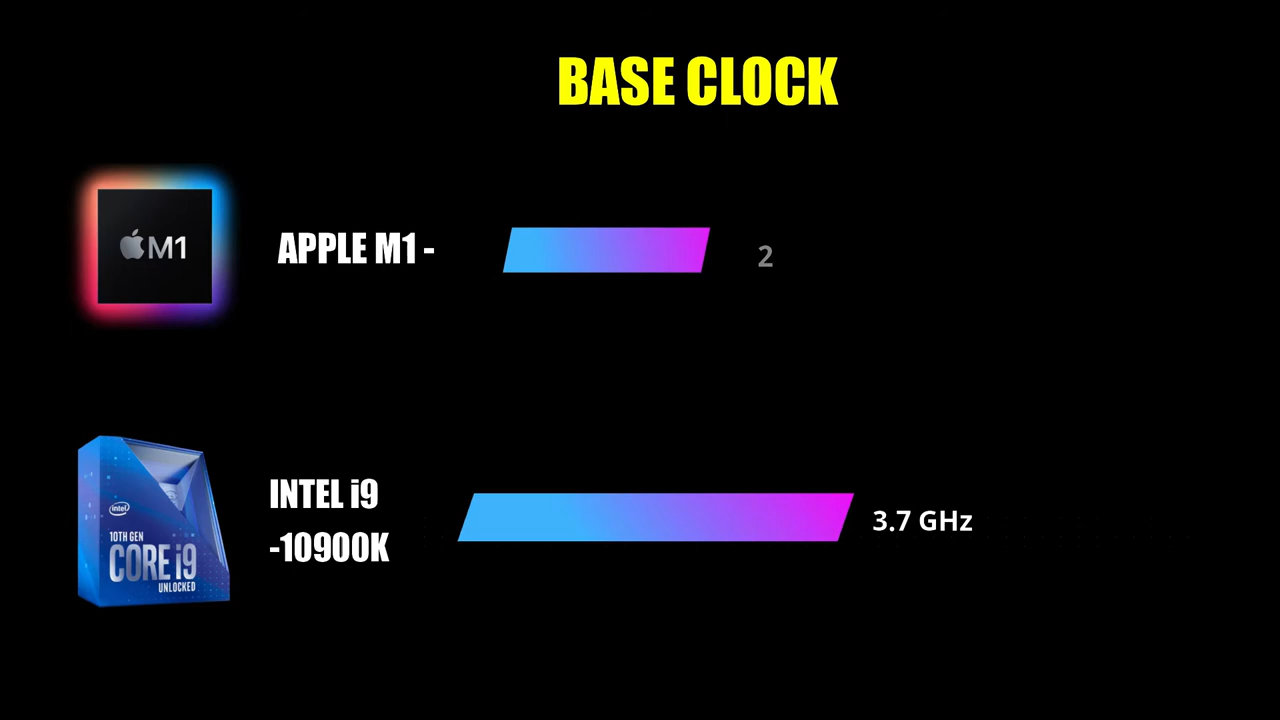 BASE CLOCK
M1
APPLE M1 -
2
intel
10TH GEN
CORE i9
UNLOCKED
INTEL i9
-10900K
3.7 GHz